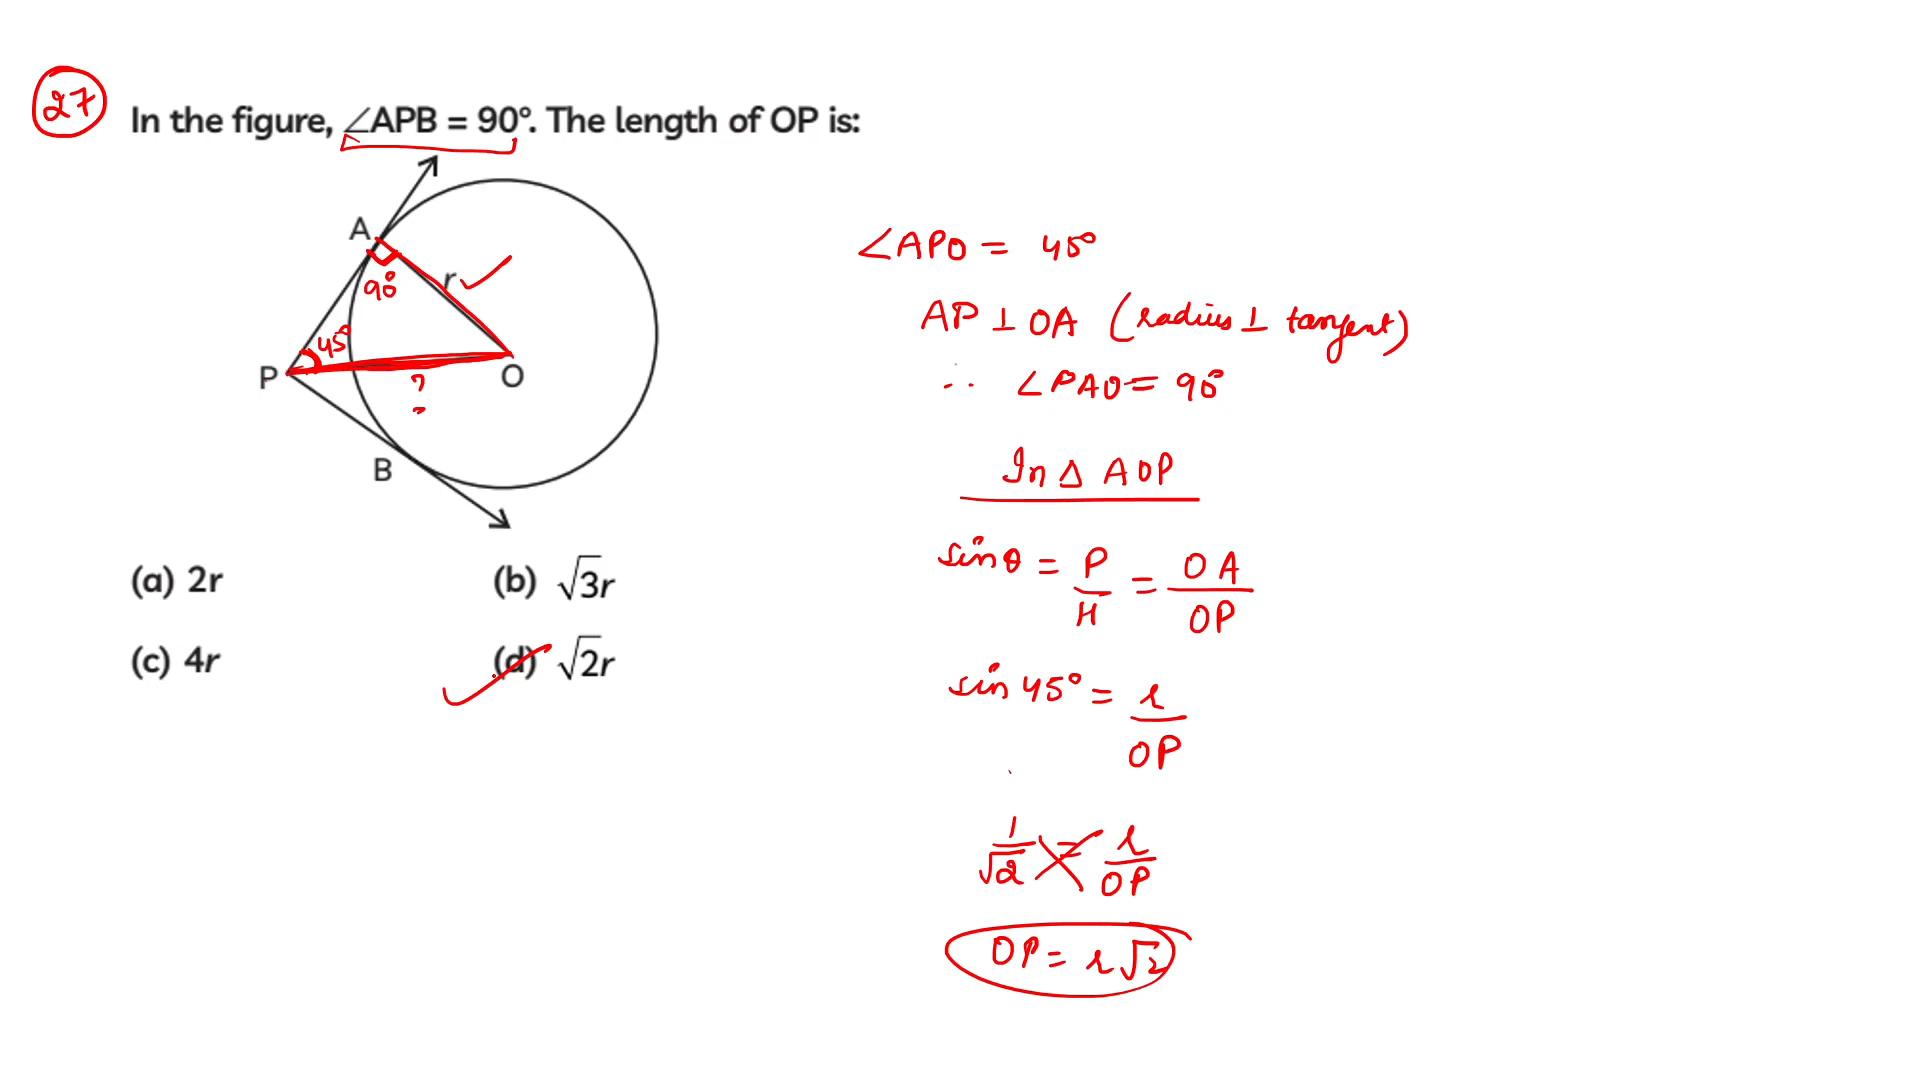 27
In the figure, ∠APB = 90°. The length of OP is:
A
r
90°
45°
P
?
O
B
(a) 2r
(b) √3r
(c) 4r
(d) √2r
∠APO = 45°
AP ⊥ OA (radius ⊥ tangent)
∴ ∠PAO = 90°
In Δ AOP
sinθ = P/H = OA/OP
sin 45° = r/OP
1/√2 = r/OP
OP = r√2